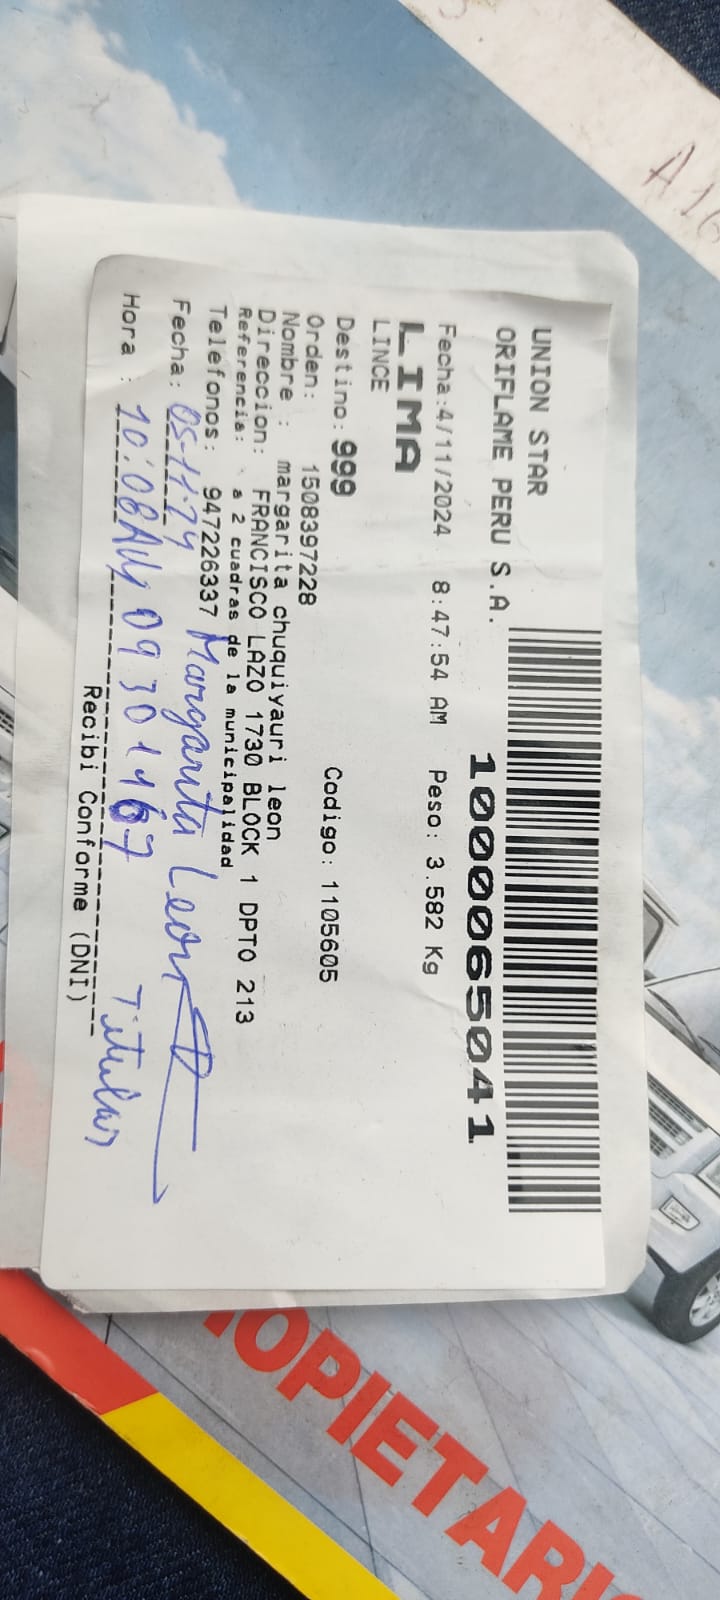 UNION STAR
ORIFLAME PERU S.A.
1000065041
Fecha:4/11/2024 8:47:54 AM Peso: 3.582 Kg
LIMA
LINCE
Destino: 999
Orden: 1508397228 Codigo: 1105605
Nombre : margarita chuquiyauri leon
Direccion: FRANCISCO LAZO 1730 BLOCK 1 DPTO 213
Referencia: a 2 cuadras de la municipalidad
Telefonos: 947226337
Fecha: 05-11-24 Margarita Leon
Hora : 10:08AM 09301467 Titular
Recibi Conforme (DNI)
OPIETARIO